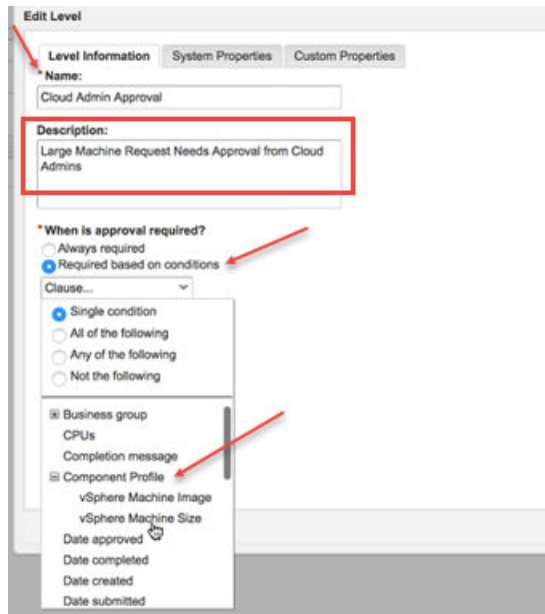 Edit Level
Level Information System Properties Custom Properties
*Name:
Cloud Admin Approval
Description:
Large Machine Request Needs Approval from Cloud
Admins
*When is approval required?
Always required
Required based on conditions
Clause...
Single condition
All of the following
Any of the following
Not the following
Business group
CPUs
Completion message
Component Profile
vSphere Machine Image
vSphere Machine Size
Date approved
Date completed
Date created
Date submitted